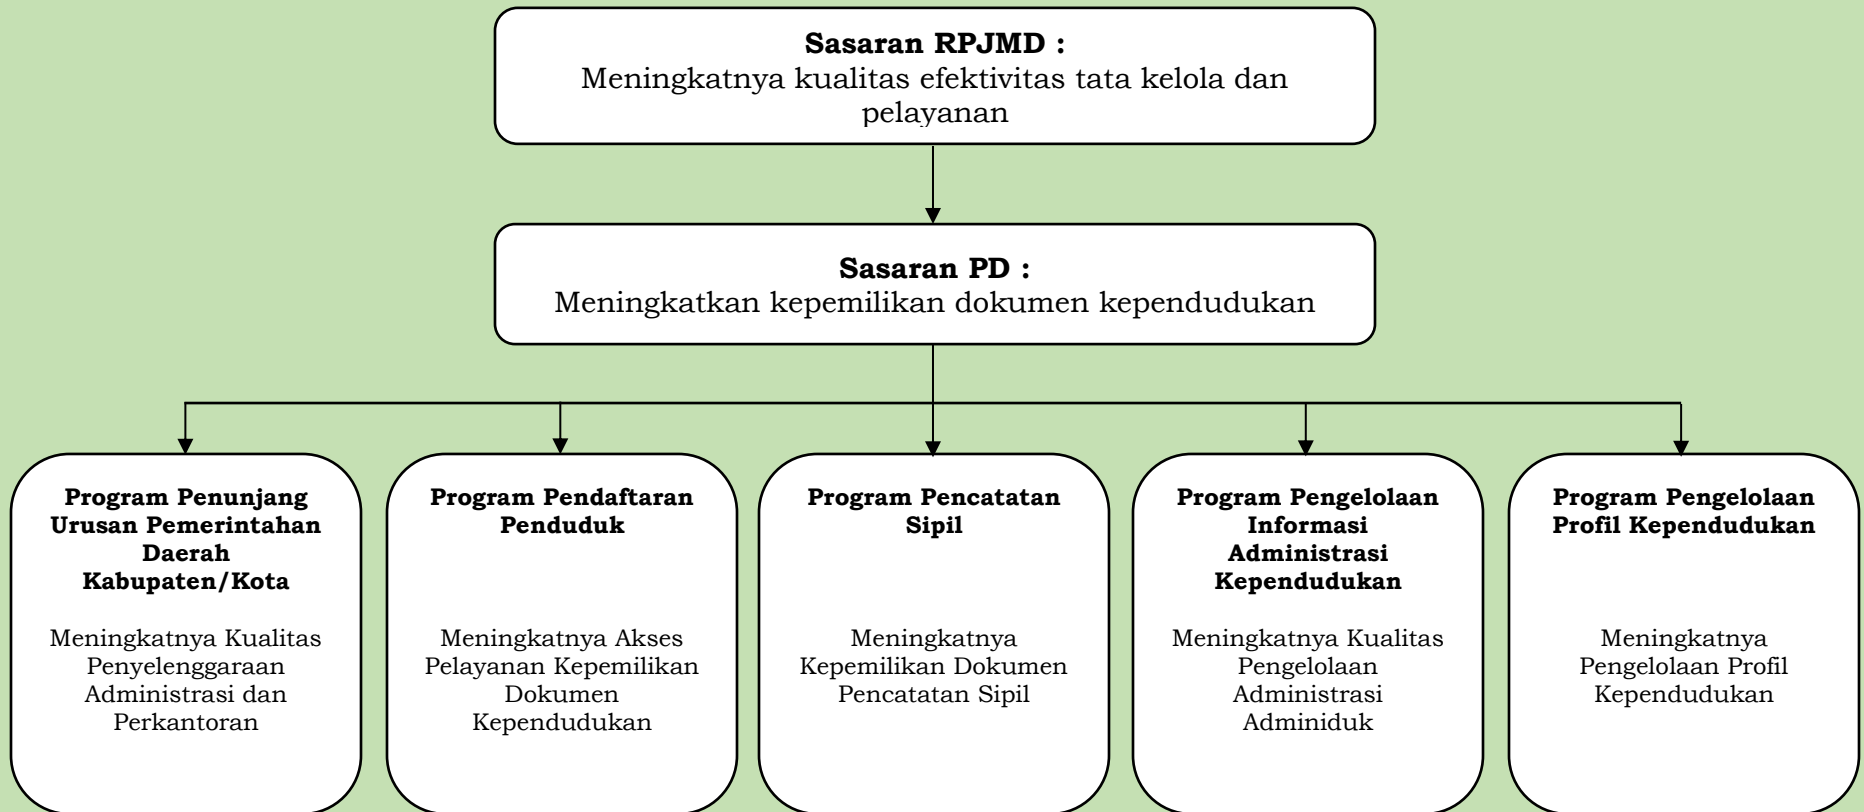 Sasaran RPJMD :
Meningkatnya kualitas efektivitas tata kelola dan
pelayanan
Sasaran PD :
Meningkatkan kepemilikan dokumen kependudukan
Program Penunjang
Urusan Pemerintahan
Daerah
Kabupaten/Kota
Meningkatnya Kualitas
Penyelenggaraan
Administrasi dan
Perkantoran
Program Pendaftaran
Penduduk
Meningkatnya Akses
Pelayanan Kepemilikan
Dokumen
Kependudukan
Program Pencatatan
Sipil
Meningkatnya
Kepemilikan Dokumen
Pencatatan Sipil
Program Pengelolaan
Informasi
Administrasi
Kependudukan
Meningkatnya Kualitas
Pengelolaan
Administrasi
Adminiduk
Program Pengelolaan
Profil Kependudukan
Meningkatnya
Pengelolaan Profil
Kependudukan